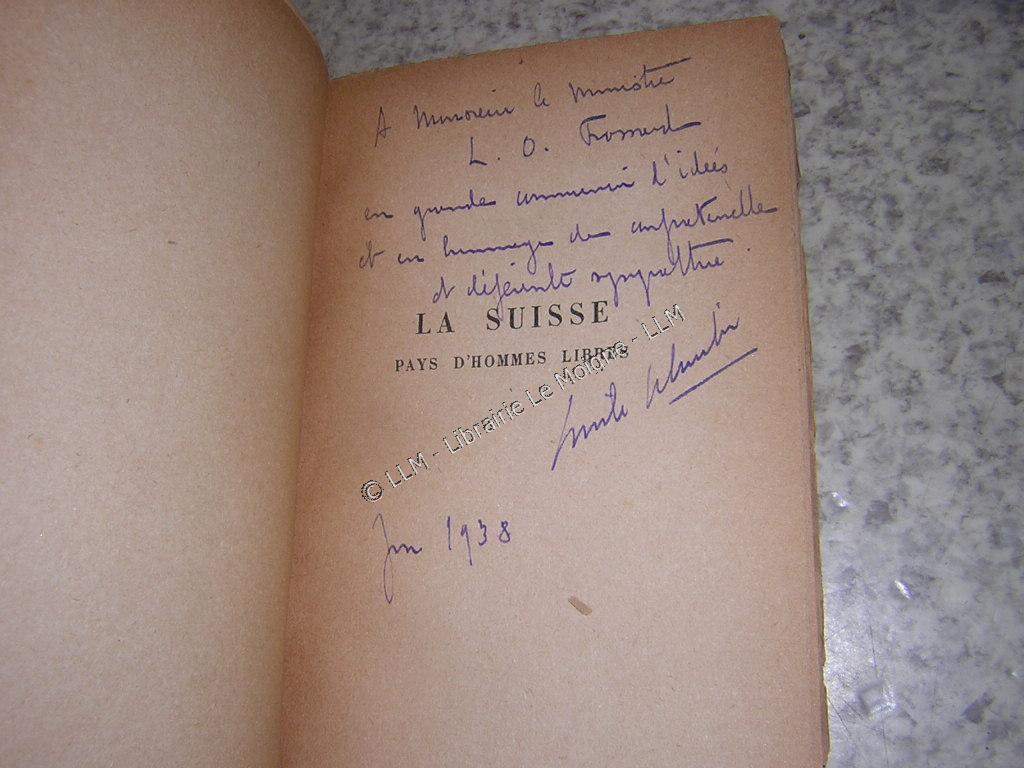 A Monsieur le Ministre
L. O. Frossard
en grande communion d'idées
et en hommage de confraternelle
et déférente sympathie.
LA SUISSE
PAYS D'HOMMES LIBRES
© LLM - Librairie Le Moigne - LLM
Juin 1938